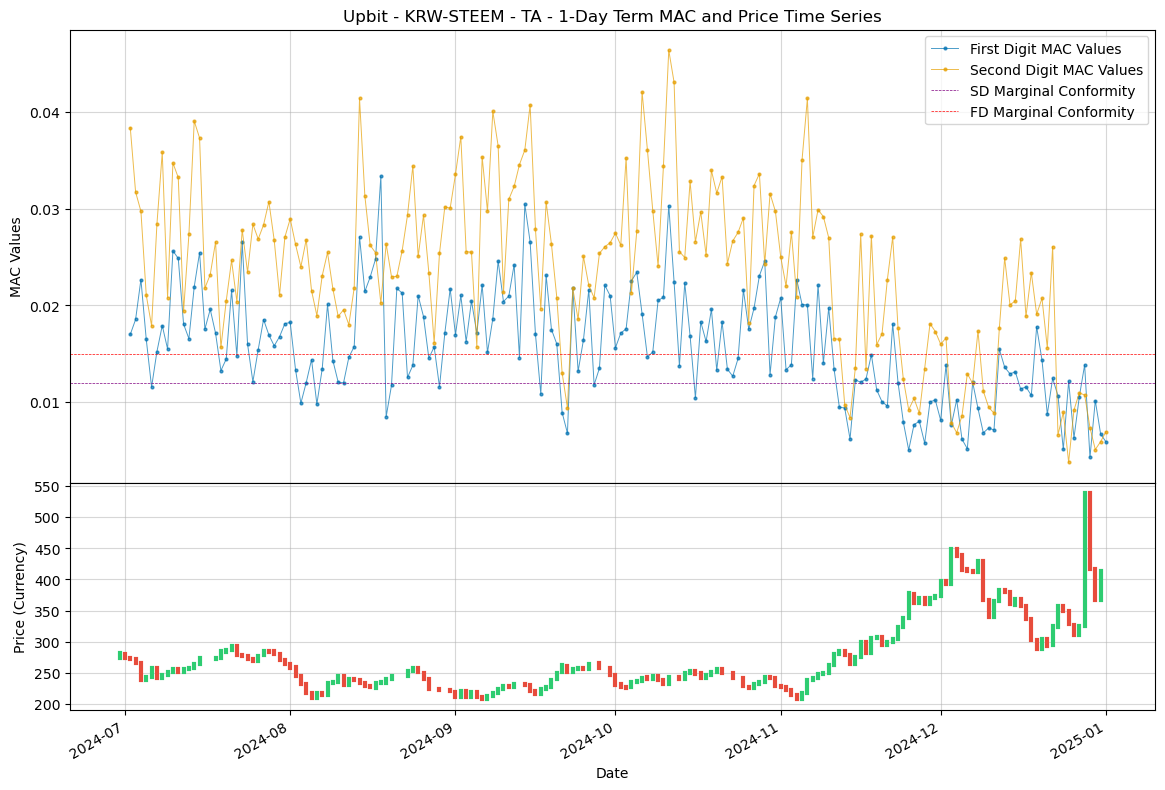 Upbit - KRW-STEEM - TA - 1-Day Term MAC and Price Time Series
First Digit MAC Values
Second Digit MAC Values
SD Marginal Conformity
FD Marginal Conformity
MAC Values
0.04
0.03
0.02
0.01
Price (Currency)
550
500
450
400
350
300
250
200
2024-07
2024-08
2024-09
2024-10
2024-11
2024-12
2025-01
Date